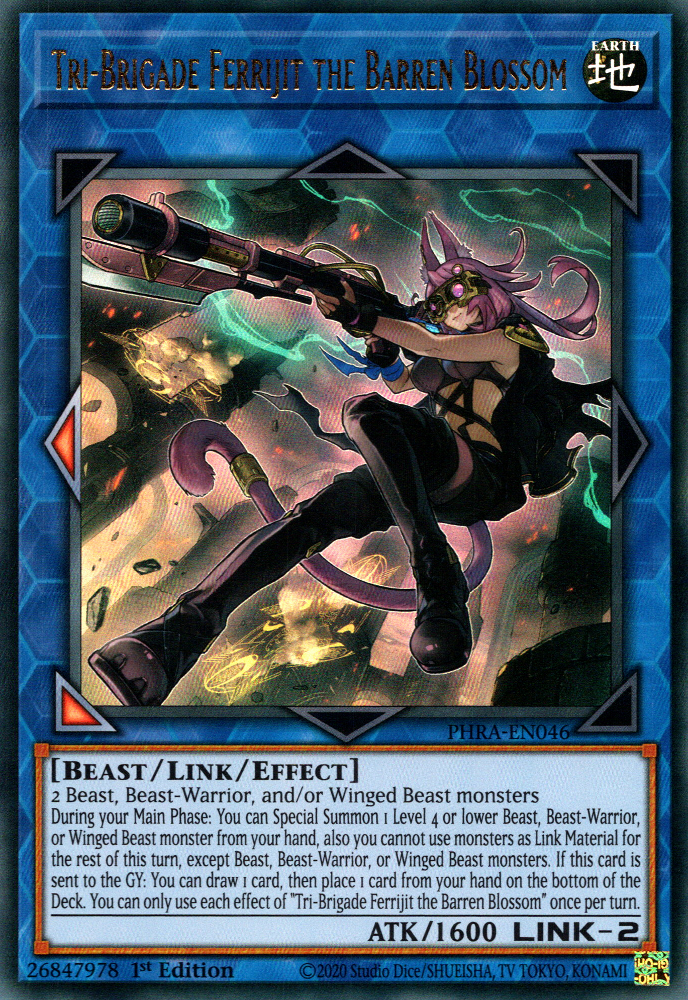 Tri-Brigade Ferrijit the Barren Blossom
EARTH
地
PHRA-EN046
[Beast/Link/Effect]
2 Beast, Beast-Warrior, and/or Winged Beast monsters
During your Main Phase: You can Special Summon 1 Level 4 or lower Beast, Beast-Warrior,
or Winged Beast monster from your hand, also you cannot use monsters as Link Material for
the rest of this turn, except Beast, Beast-Warrior, or Winged Beast monsters. If this card is
sent to the GY: You can draw 1 card, then place 1 card from your hand on the bottom of the
Deck. You can only use each effect of "Tri-Brigade Ferrijit the Barren Blossom" once per turn.
ATK/1600 LINK-2
26847978 1st Edition ©2020 Studio Dice/SHUEISHA, TV TOKYO, KONAMI